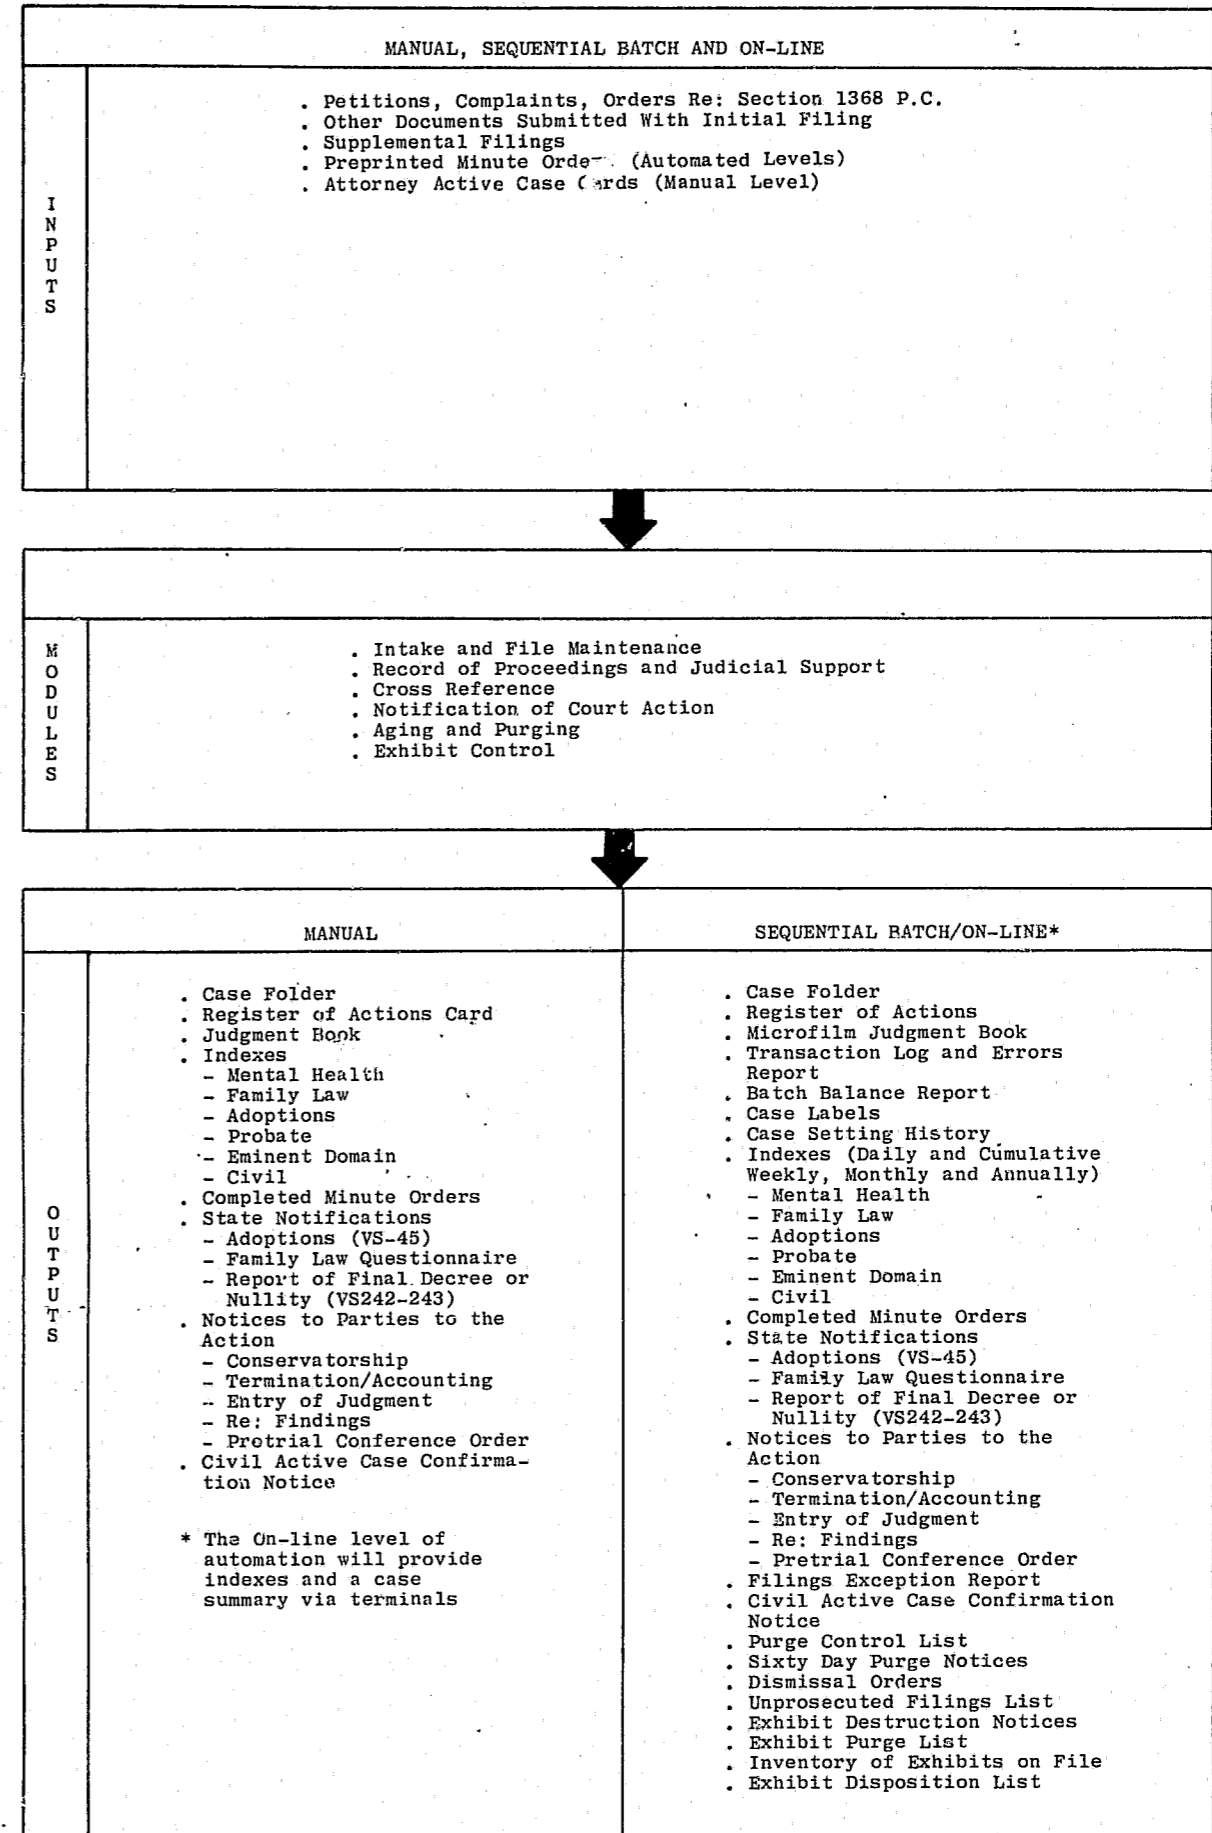 MANUAL, SEQUENTIAL BATCH AND ON-LINE
INPUTS
. Petitions, Complaints, Orders Re: Section 1368 P.C.
. Other Documents Submitted With Initial Filing
. Supplemental Filings
. Preprinted Minute (Automated Levels)
. Attorney Active Case Cards (Manual Level)
MODULES
. Intake and File Maintenance
. Record of Proceedings and Judicial Support
. Cross Reference
. Notification of Court Action
. Aging and Purging
. Exhibit Control
OUTPUTS
MANUAL
. Case Folder
. Register of Actions Card
. Judgment Book
. Indexes
- Mental Health
- Family Law
- Adoptions
- Probate
- Eminent Domain
- Civil
. Completed Minute Orders
. State Notifications
- Adoptions (VS-45)
- Family Law Questionnaire
- Report of Final Decree or
Nullity (VS242-243)
. Notices to Parties to the
Action
- Conservatorship
- Termination/Accounting
- Entry of Judgment
- Re: Findings
- Pretrial Conference Order
. Civil Active Case Confirma-
tion Notice
* The On-line level of
automation will provide
indexes and a case
summary via terminals
SEQUENTIAL BATCH/ON-LINE*
. Case Folder
. Register of Actions
. Microfilm Judgment Book
. Transaction Log and Errors
Report
. Batch Balance Report
. Case Labels
. Case Setting History
. Indexes (Daily and Cumulative
Weekly, Monthly and Annually)
- Mental Health
- Family Law
- Adoptions
- Probate
- Eminent Domain
- Civil
. Completed Minute Orders
. State Notifications
- Adoptions (VS-45)
- Family Law Questionnaire
- Report of Final Decree or
Nullity (VS242-243)
. Notices to Parties to the
Action
- Conservatorship
- Termination/Accounting
- Entry of Judgment
- Re: Findings
- Pretrial Conference Order
. Filings Exception Report
. Civil Active Case Confirmation
Notice
. Purge Control List
. Sixty Day Purge Notices
. Dismissal Orders
. Unprosecuted Filings List
. Exhibit Destruction Notices
. Exhibit Purge List
. Inventory of Exhibits on File
. Exhibit Disposition List